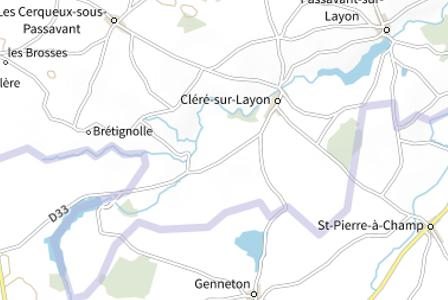 Les Cerqueux-sous-
Passavant
Passavant-sur-
Layon
les Brosses
Cléré-sur-Layon
Brétignolle
D33
St-Pierre-à-Champ
Genneton